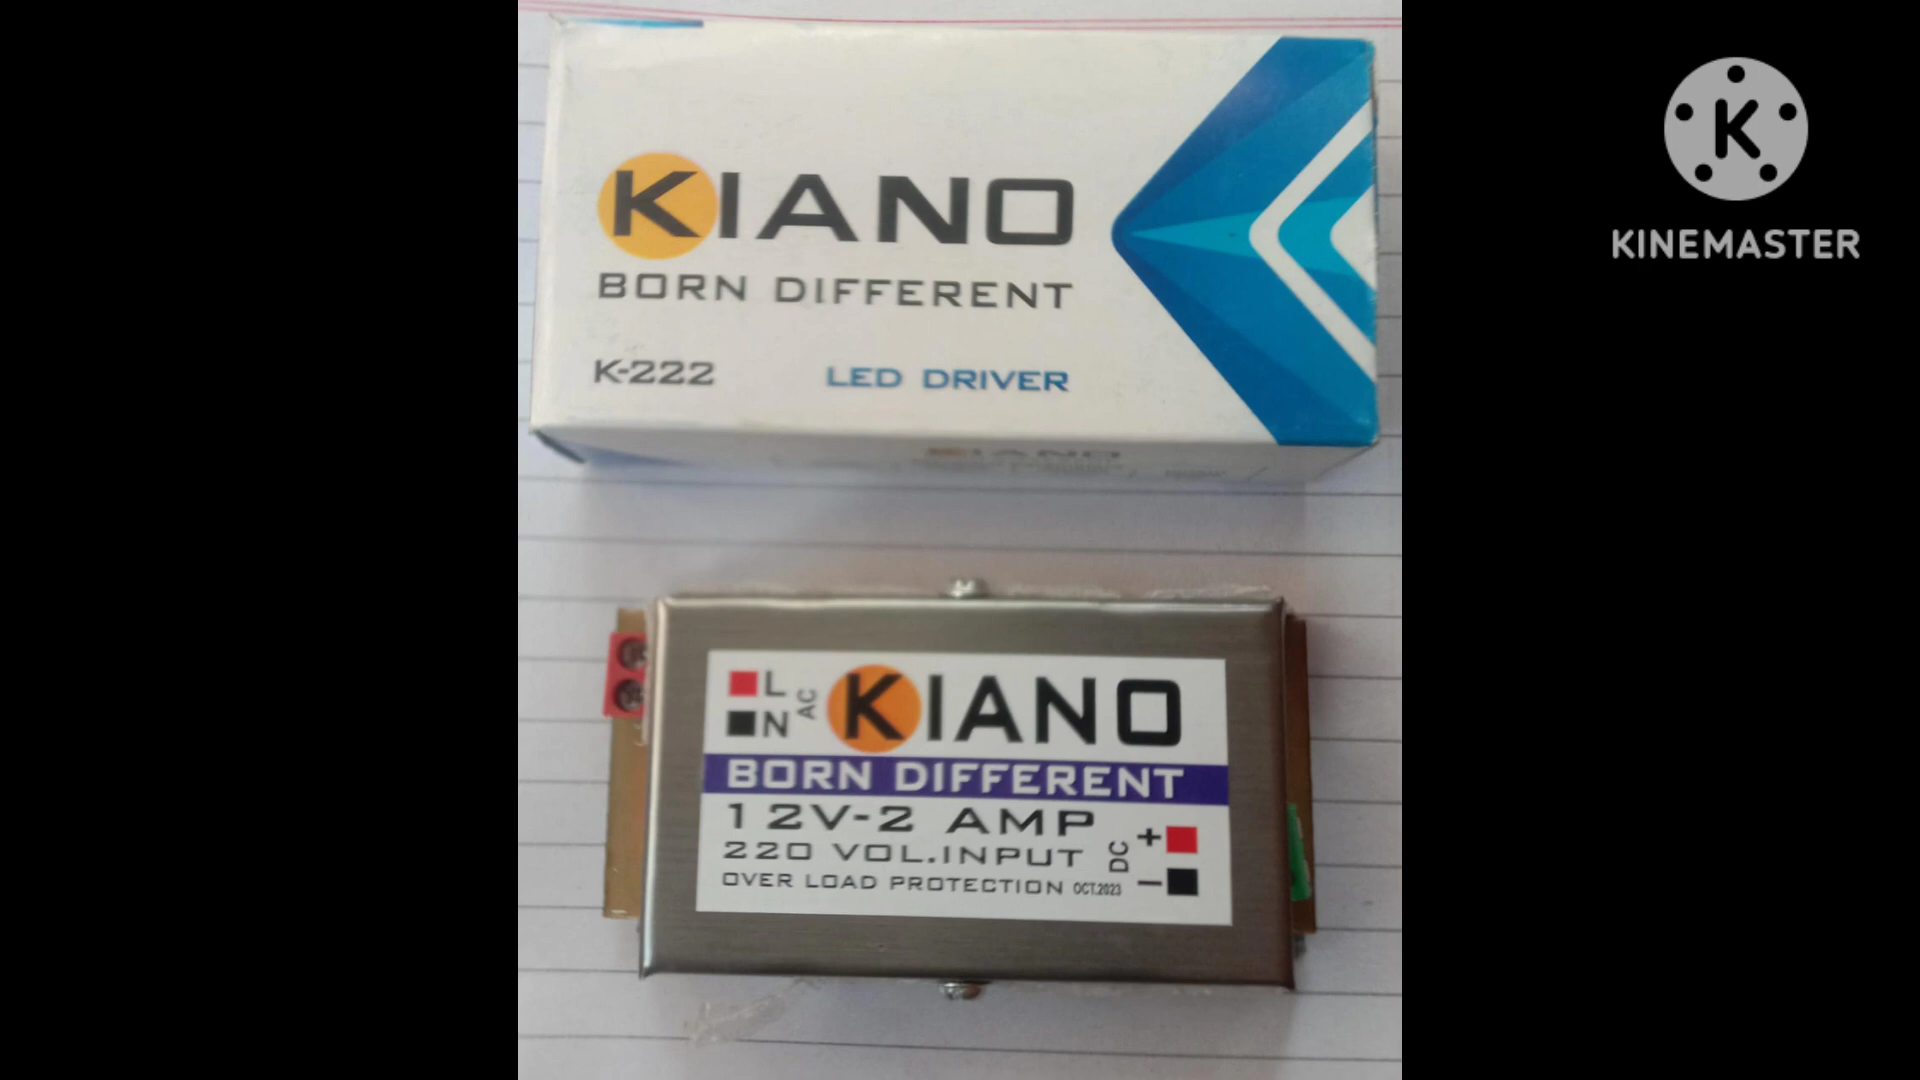 KIANO
BORN DIFFERENT
K-222 LED DRIVER
KIANO
KINEMASTER
L
N
AC
KIANO
BORN DIFFERENT
12V-2 AMP
220 VOL.INPUT
OVER LOAD PROTECTION OCT.2023
DC
+
−